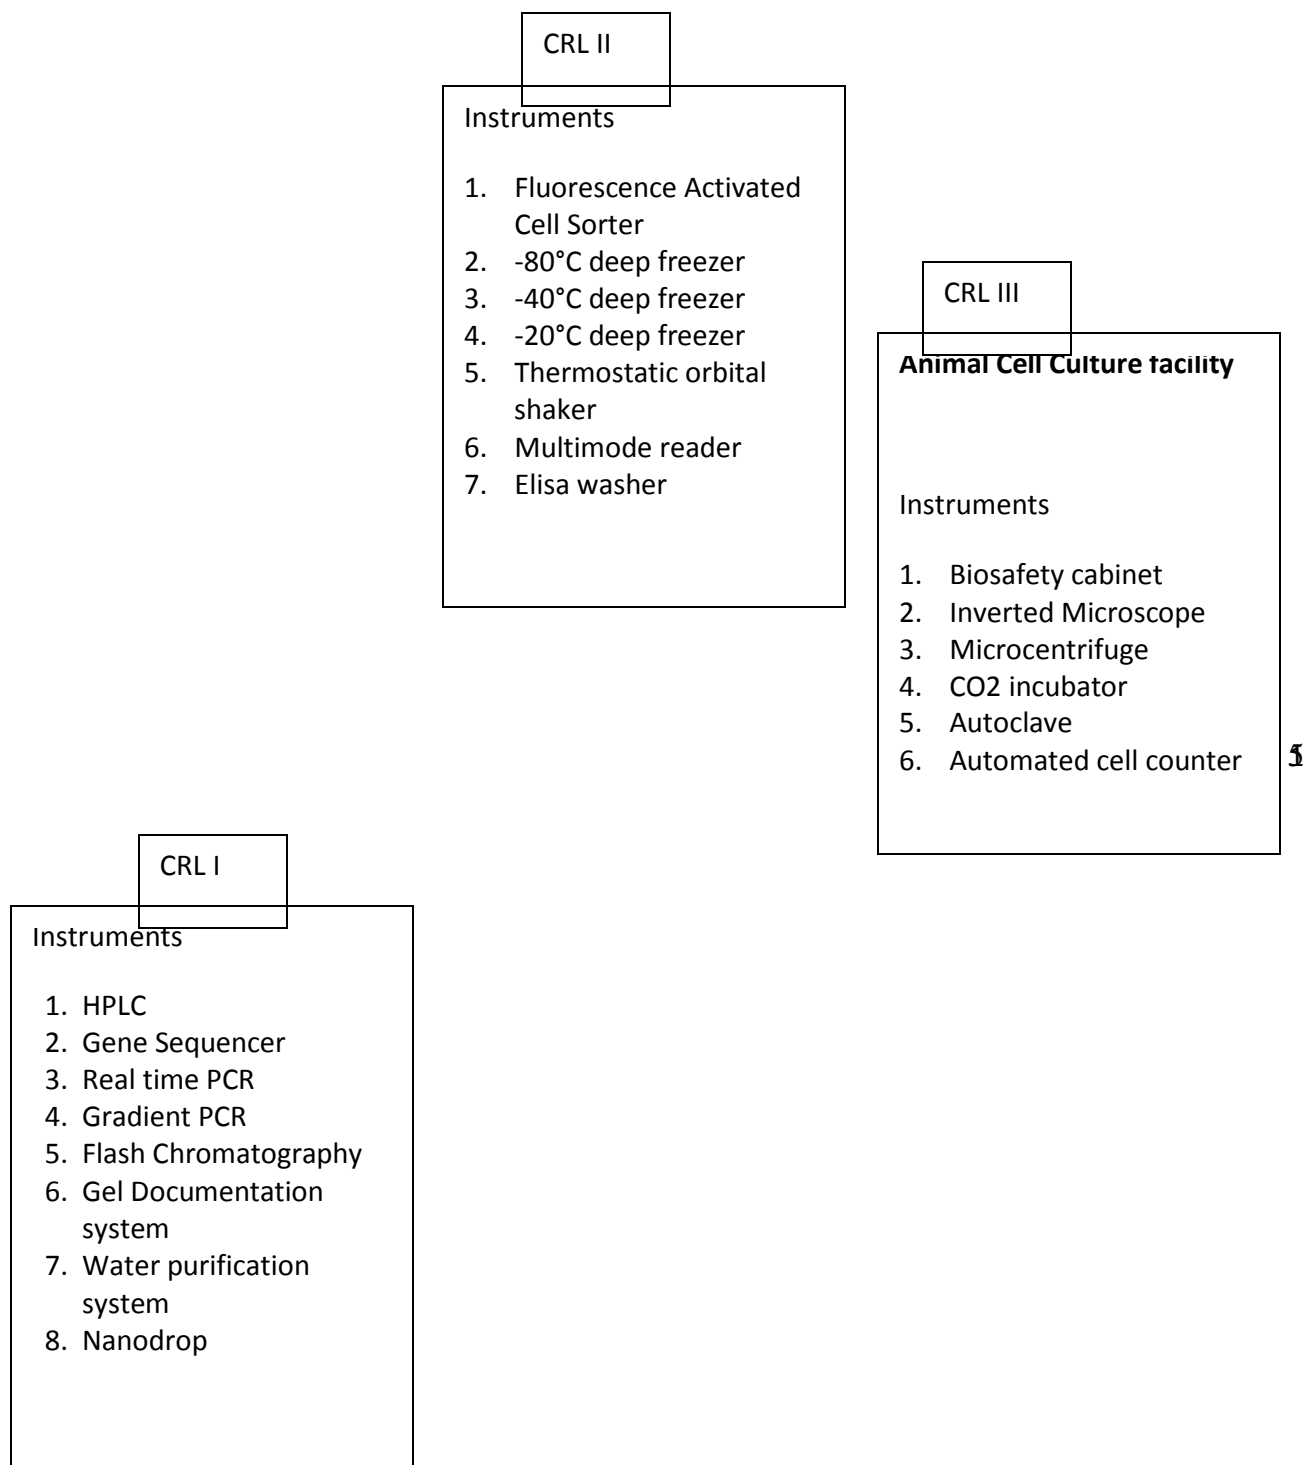 CRL II
Instruments
1. Fluorescence Activated
Cell Sorter
2. -80°C deep freezer
3. -40°C deep freezer
4. -20°C deep freezer
5. Thermostatic orbital
shaker
6. Multimode reader
7. Elisa washer
CRL III
Animal Cell Culture facility
Instruments
1. Biosafety cabinet
2. Inverted Microscope
3. Microcentrifuge
4. CO2 incubator
5. Autoclave
6. Automated cell counter
CRL I
Instruments
1. HPLC
2. Gene Sequencer
3. Real time PCR
4. Gradient PCR
5. Flash Chromatography
6. Gel Documentation
system
7. Water purification
system
8. Nanodrop